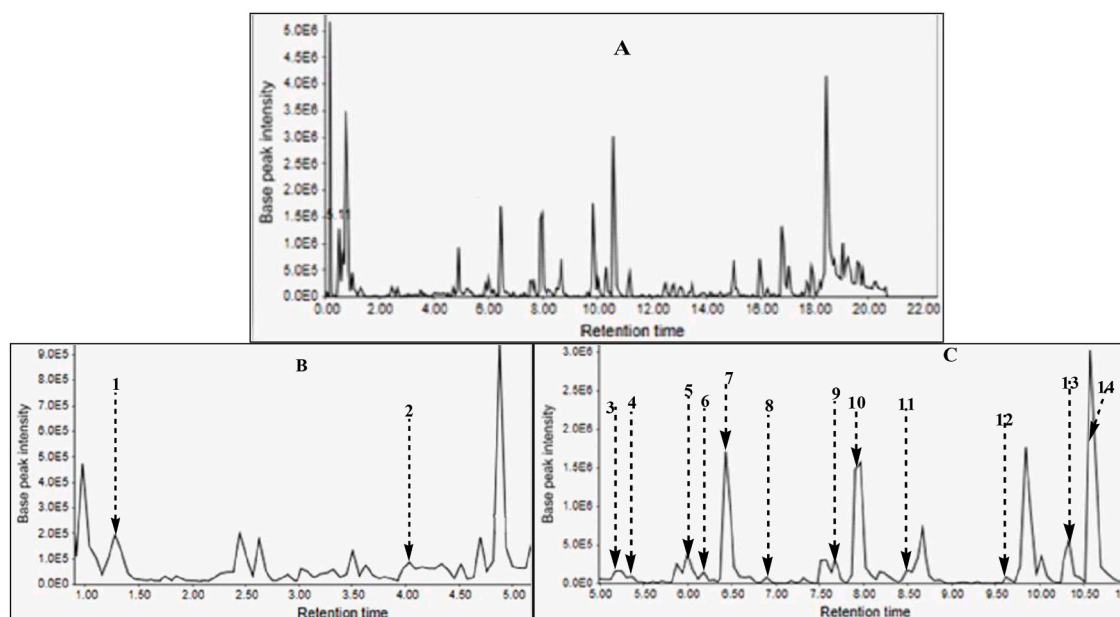 A
Base peak intensity
5.0E6
4.5E6
4.0E6
3.5E6
3.0E6
2.5E6
2.0E6
1.5E6
5.11
1.0E6
5.0E5
0.0E0
0.00 2.00 4.00 6.00 8.00 10.00 12.00 14.00 16.00 18.00 20.00 22.00
Retention time
B
Base peak intensity
9.0E5
8.0E5
7.0E5
6.0E5
5.0E5
4.0E5
3.0E5
2.0E5
1.0E5
0.0E0
1 2
1.00 1.50 2.00 2.50 3.00 3.50 4.00 4.50 5.00
Retention time
C
Base peak intensity
3.0E6
2.5E6
2.0E6
1.5E6
1.0E6
5.0E5
0.0E0
3 4 5 6 7 8 9 10 11 12 13 14
5.00 5.50 6.00 6.50 7.00 7.50 8.00 8.50 9.00 9.50 10.00 10.50
Retention time